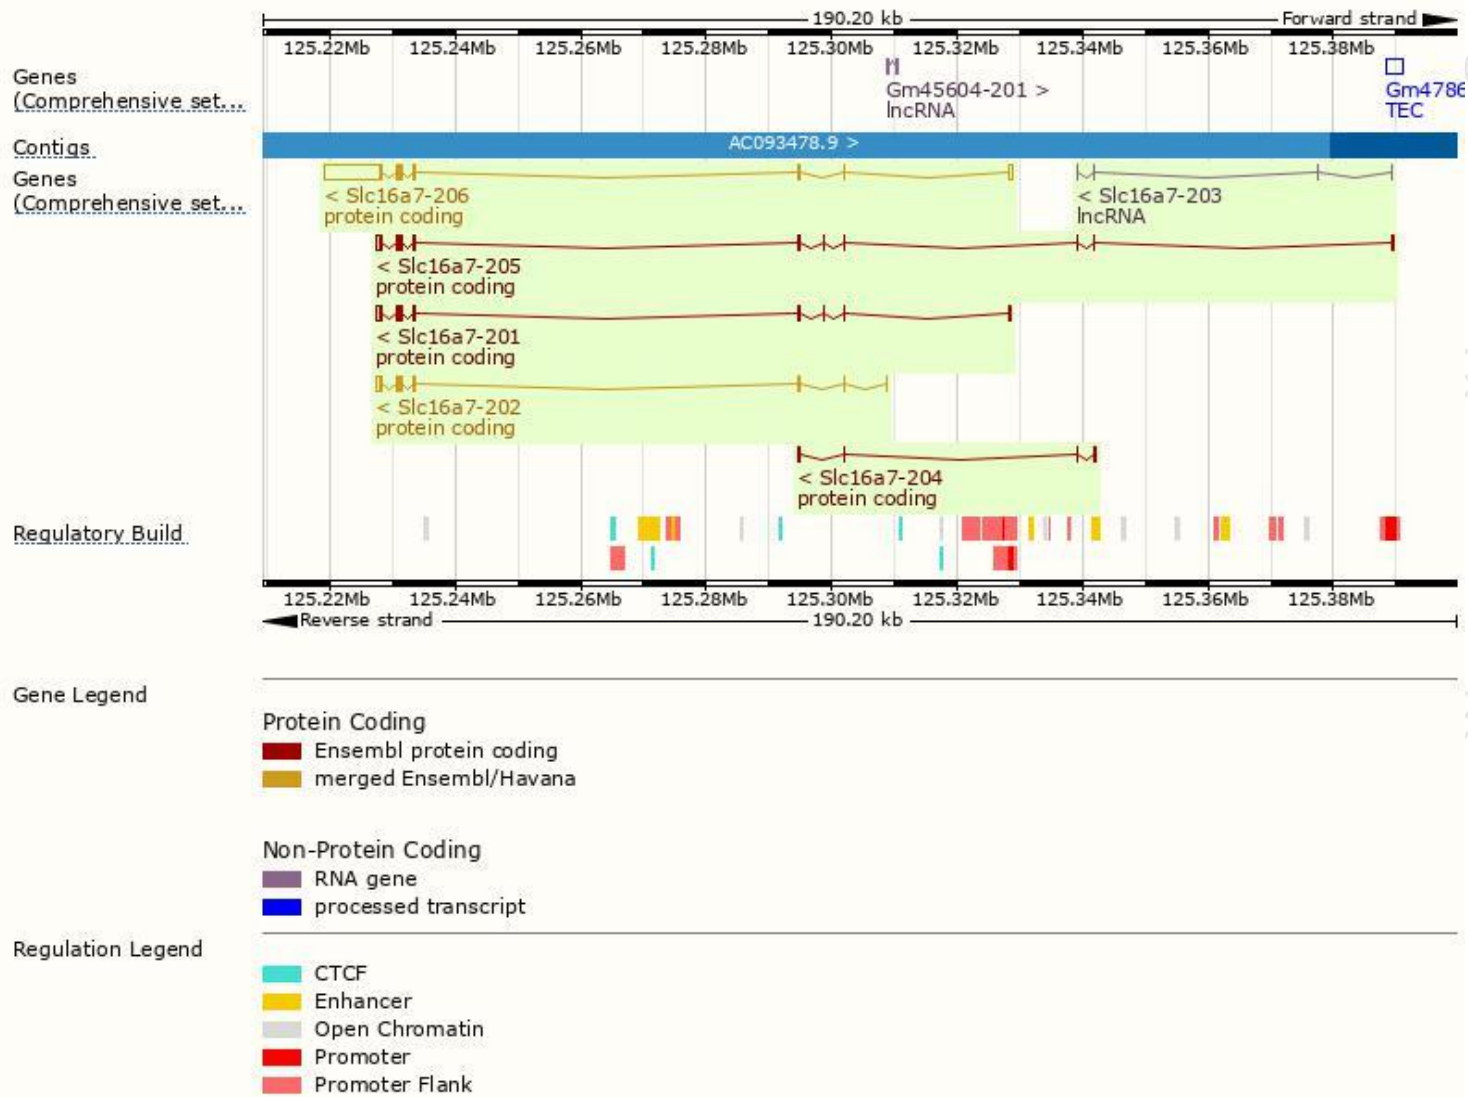 190.20 kb Forward strand
125.22Mb 125.24Mb 125.26Mb 125.28Mb 125.30Mb 125.32Mb 125.34Mb 125.36Mb 125.38Mb
Genes
(Comprehensive set...
Gm45604-201 >
lncRNA
Gm4786
TEC
Contigs
AC093478.9 >
Genes
(Comprehensive set...
< Slc16a7-206
protein coding
< Slc16a7-203
lncRNA
< Slc16a7-205
protein coding
< Slc16a7-201
protein coding
< Slc16a7-202
protein coding
< Slc16a7-204
protein coding
Regulatory Build
125.22Mb 125.24Mb 125.26Mb 125.28Mb 125.30Mb 125.32Mb 125.34Mb 125.36Mb 125.38Mb
Reverse strand 190.20 kb
Gene Legend
Protein Coding
Ensembl protein coding
merged Ensembl/Havana
Non-Protein Coding
RNA gene
processed transcript
Regulation Legend
CTCF
Enhancer
Open Chromatin
Promoter
Promoter Flank